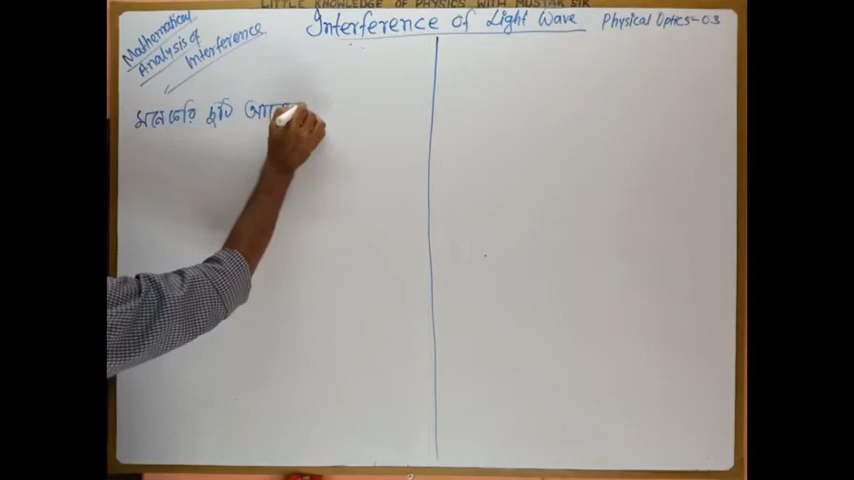 LITTLE KNOWLEDGE OF PHYSICS WITH MUSTAK SIR
Interference of Light Wave
Physical Optics-03
Mathematical
Analysis of
Interference
মনে করি দুটি